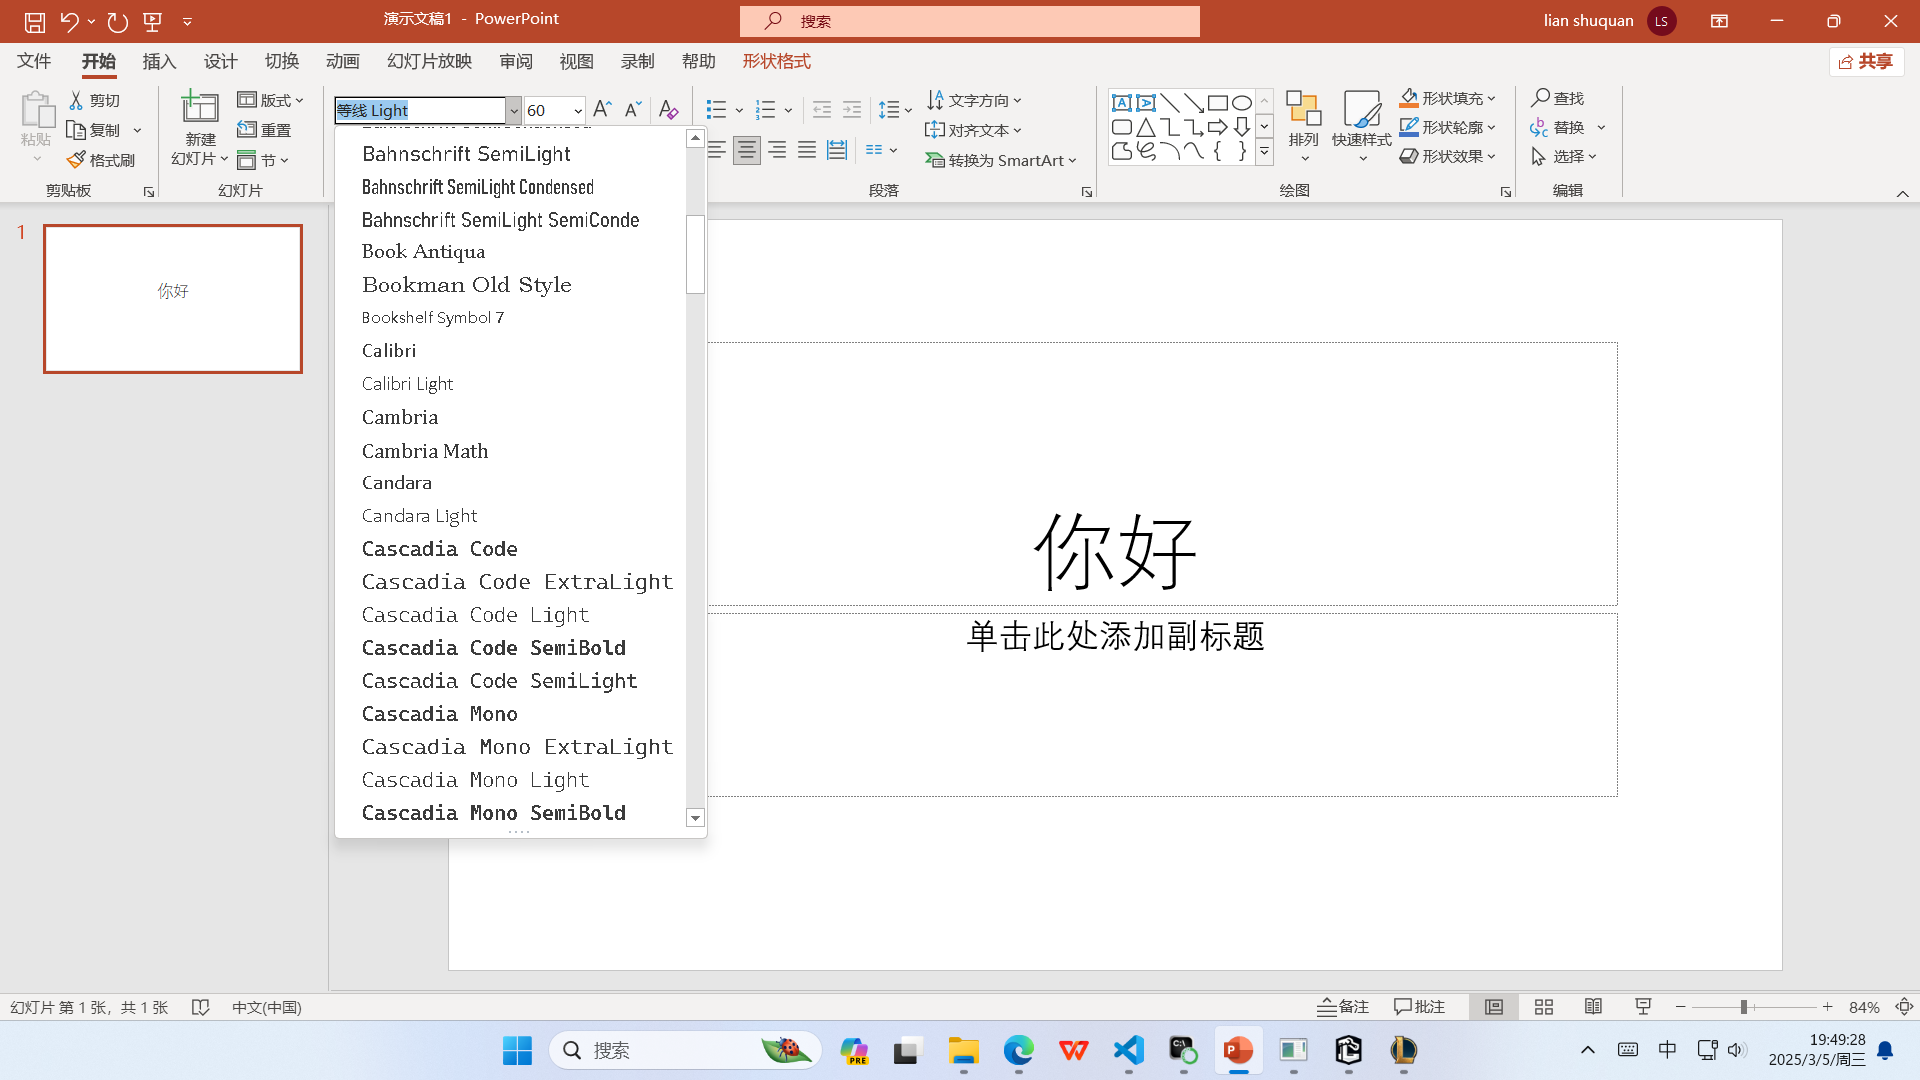 演示文稿1 - PowerPoint
搜索
lian shuquan
LS
文件 开始 插入 设计 切换 动画 幻灯片放映 审阅 视图 录制 帮助 形状格式
共享
粘贴
剪切
复制
格式刷
剪贴板
新建
幻灯片
版式
重置
节
幻灯片
等线 Light
60
文字方向
对齐文本
转换为 SmartArt
段落
排列
快速样式
形状填充
形状轮廓
形状效果
绘图
查找
替换
选择
编辑
Bahnschrift SemiLight
Bahnschrift SemiLight Condensed
Bahnschrift SemiLight SemiConde
Book Antiqua
Bookman Old Style
Bookshelf Symbol 7
Calibri
Calibri Light
Cambria
Cambria Math
Candara
Candara Light
Cascadia Code
Cascadia Code ExtraLight
Cascadia Code Light
Cascadia Code SemiBold
Cascadia Code SemiLight
Cascadia Mono
Cascadia Mono ExtraLight
Cascadia Mono Light
Cascadia Mono SemiBold
1
你好
你好
单击此处添加副标题
幻灯片 第 1 张，共 1 张
中文(中国)
备注
批注
84%
搜索
PRE
中
19:49:28
2025/3/5/周三